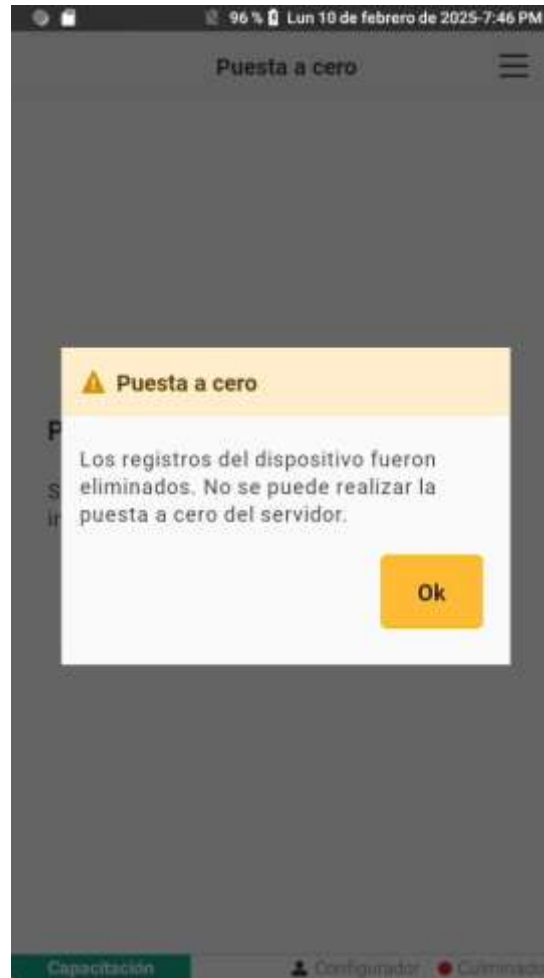 96 % Lun 10 de febrero de 2025-7:46 PM
Puesta a cero
Puesta a cero
P
Los registros del dispositivo fueron
S
eliminados. No se puede realizar la
in
puesta a cero del servidor.
Ok
Capacitación Configurador